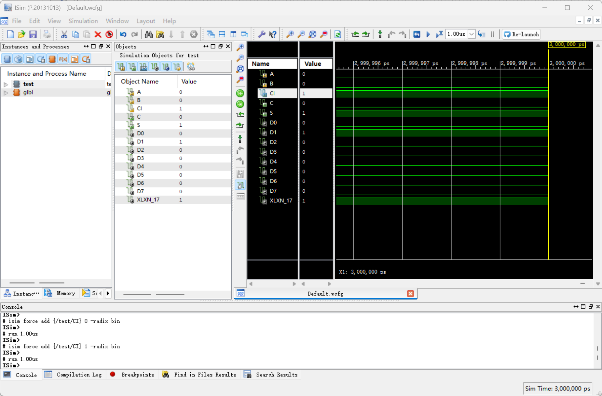 ISim (P.20131013) - [Default.wcfg]
File Edit View Simulation Window Layout Help
1.00us
Re-launch
Instances and Processes
Instance and Process Name
test
glbl
Instanc···
Memory
Objects
Simulation Objects for test
Object Name Value
A 0
B 0
CI 1
C 0
S 1
D0 0
D1 1
D2 0
D3 0
D4 0
D5 0
D6 0
D7 0
XLXN_17 1
Name Value
A 0
B 0
CI 1
C 0
S 1
D0 0
D1 1
D2 0
D3 0
D4 0
D5 0
D6 0
D7 0
XLXN_17 1
3,000,000 ps
2,999,996 ps 2,999,997 ps 2,999,998 ps 2,999,999 ps 3,000,000 ps
X1: 3,000,000 ps
Default.wcfg
Console
ISim>
# isim force add {/test/CI} 0 -radix bin
ISim>
# run 1.00us
ISim>
# isim force add {/test/CI} 1 -radix bin
ISim>
# run 1.00us
ISim>
Console Compilation Log Breakpoints Find in Files Results Search Results
Sim Time: 3,000,000 ps